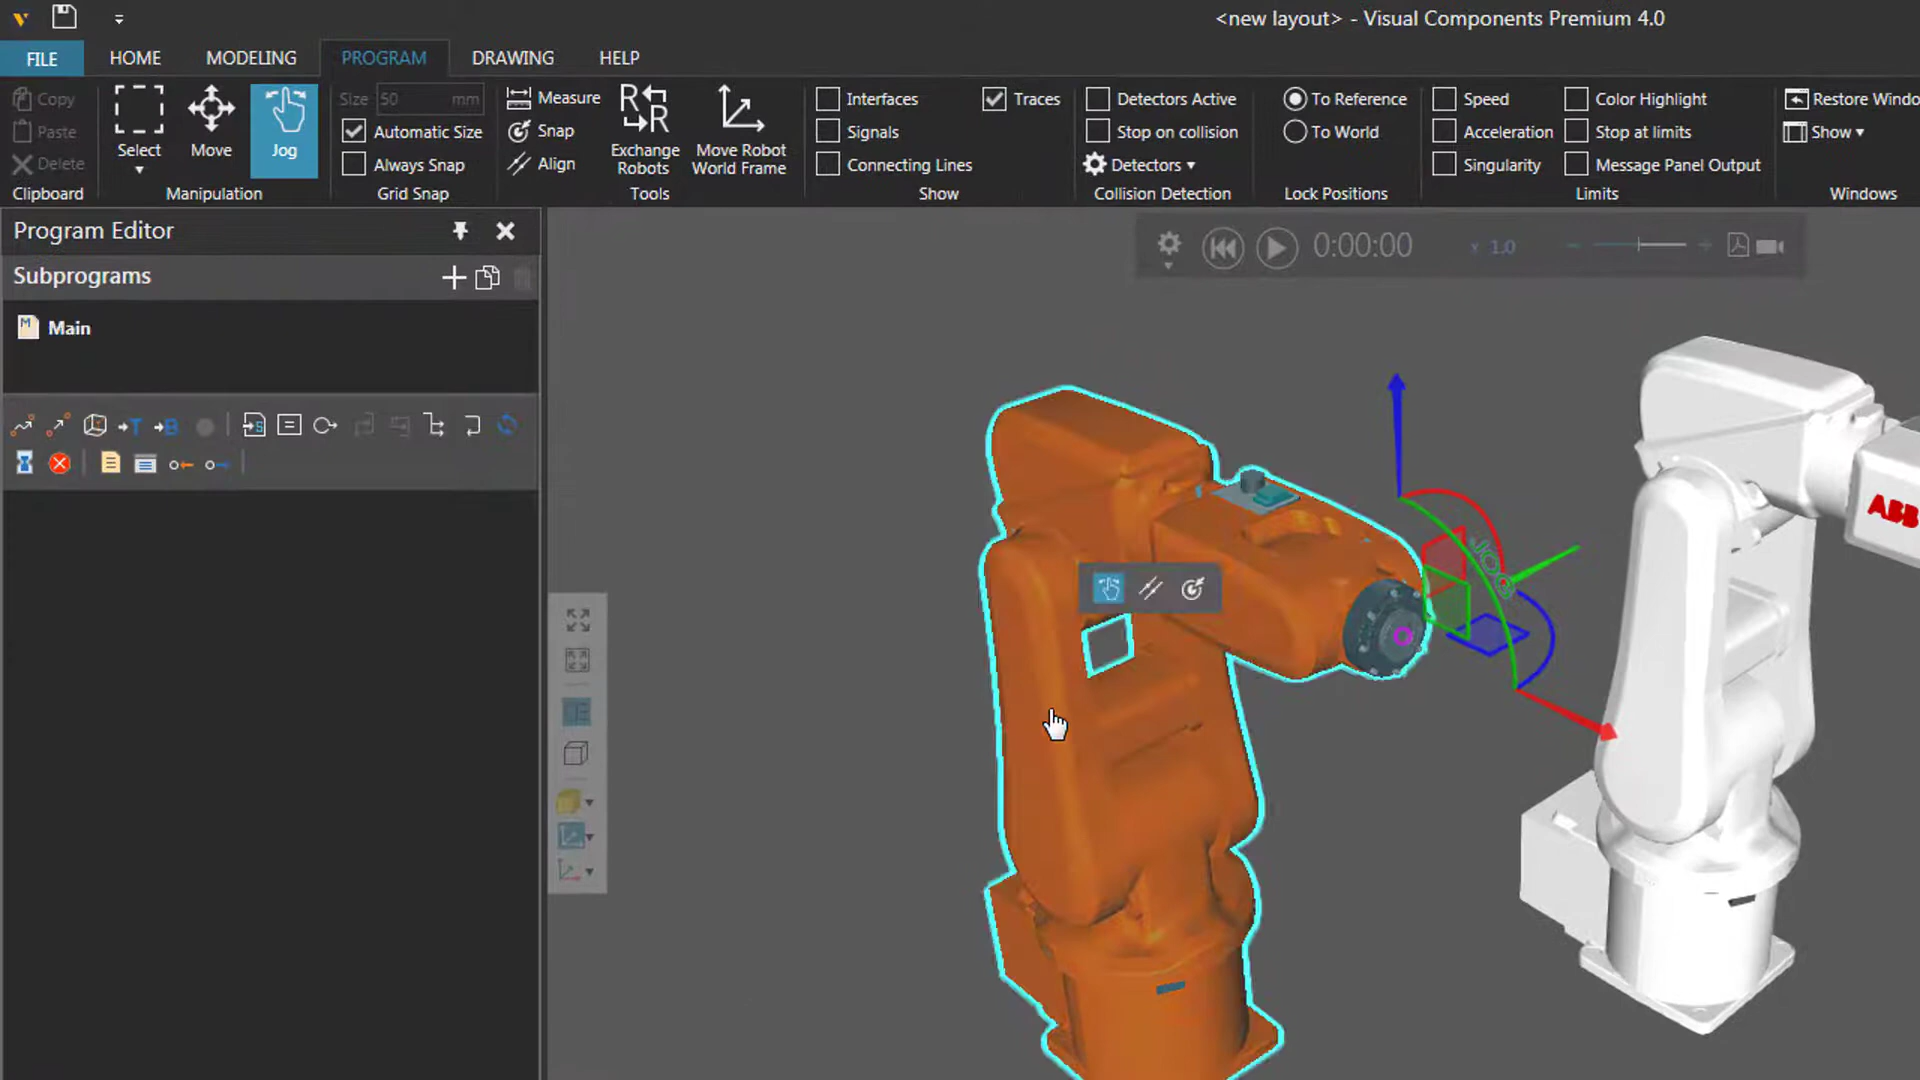 <new layout> - Visual Components Premium 4.0
FILE HOME MODELING PROGRAM DRAWING HELP
Copy
Paste
Delete
Clipboard
Select
Move
Jog
Manipulation
Size 50 mm
Automatic Size
Always Snap
Grid Snap
Measure
Snap
Align
Exchange
Robots
Move Robot
World Frame
Tools
Interfaces
Signals
Connecting Lines
Traces
Show
Detectors Active
Stop on collision
Detectors
Collision Detection
To Reference
To World
Lock Positions
Speed
Acceleration
Singularity
Color Highlight
Stop at limits
Message Panel Output
Limits
Restore Windo
Show
Windows
Program Editor
Subprograms
Main
0:00:00
x 1.0
JOG
ABB